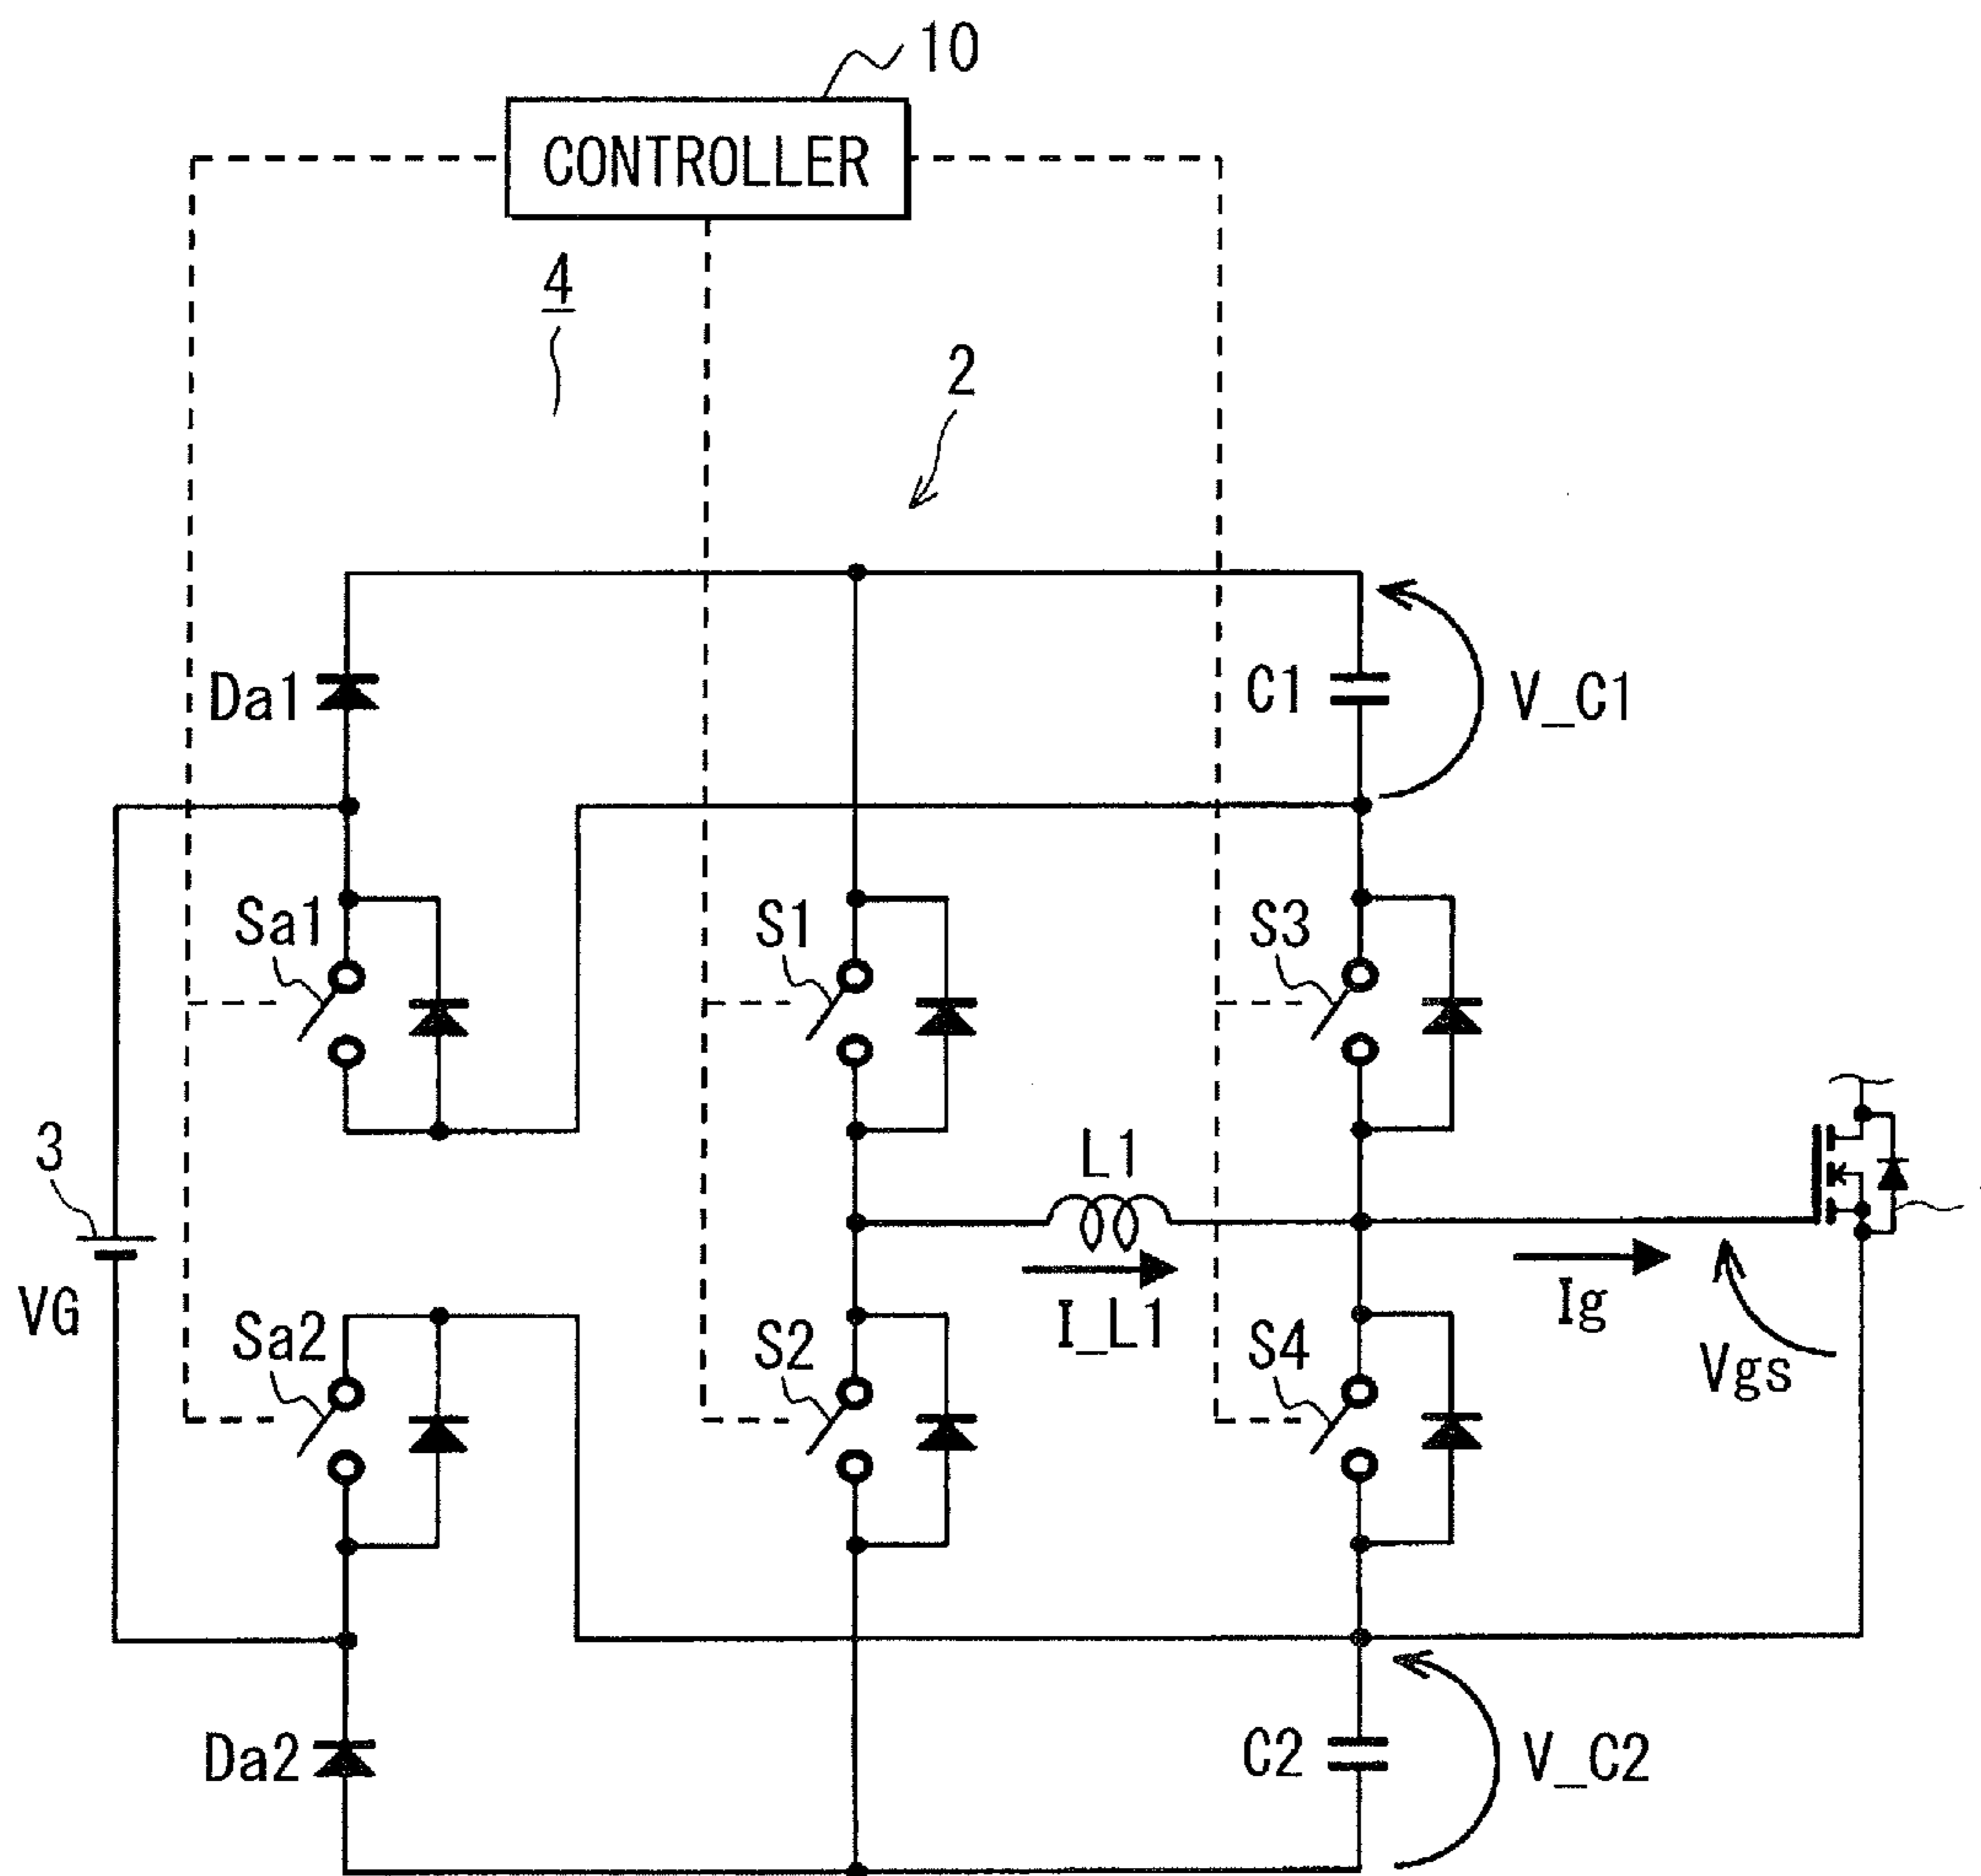 10
CONTROLLER
4
2
Da1
C1
V_C1
Sa1
S1
S3
3
L1
VG
Sa2
S2
I_L1
S4
Ig
Vgs
Da2
C2
V_C2